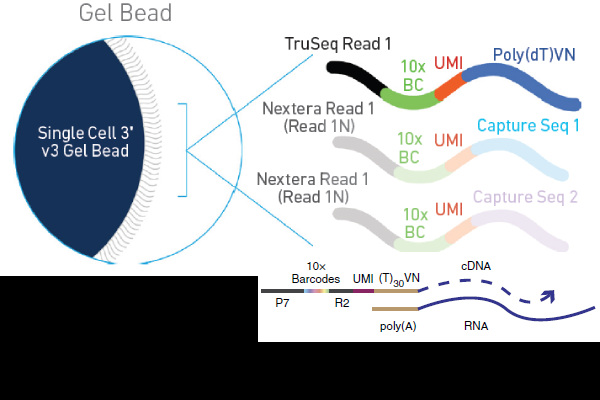 Gel Bead
Single Cell 3'
v3 Gel Bead
TruSeq Read 1
10x
BC
UMI
Poly(dT)VN
Nextera Read 1
(Read 1N)
10x
BC
UMI
Capture Seq 1
Nextera Read 1
(Read 1N)
10x
BC
UMI
Capture Seq 2
10x
Barcodes
UMI
(T)30VN
cDNA
P7
R2
poly(A)
RNA